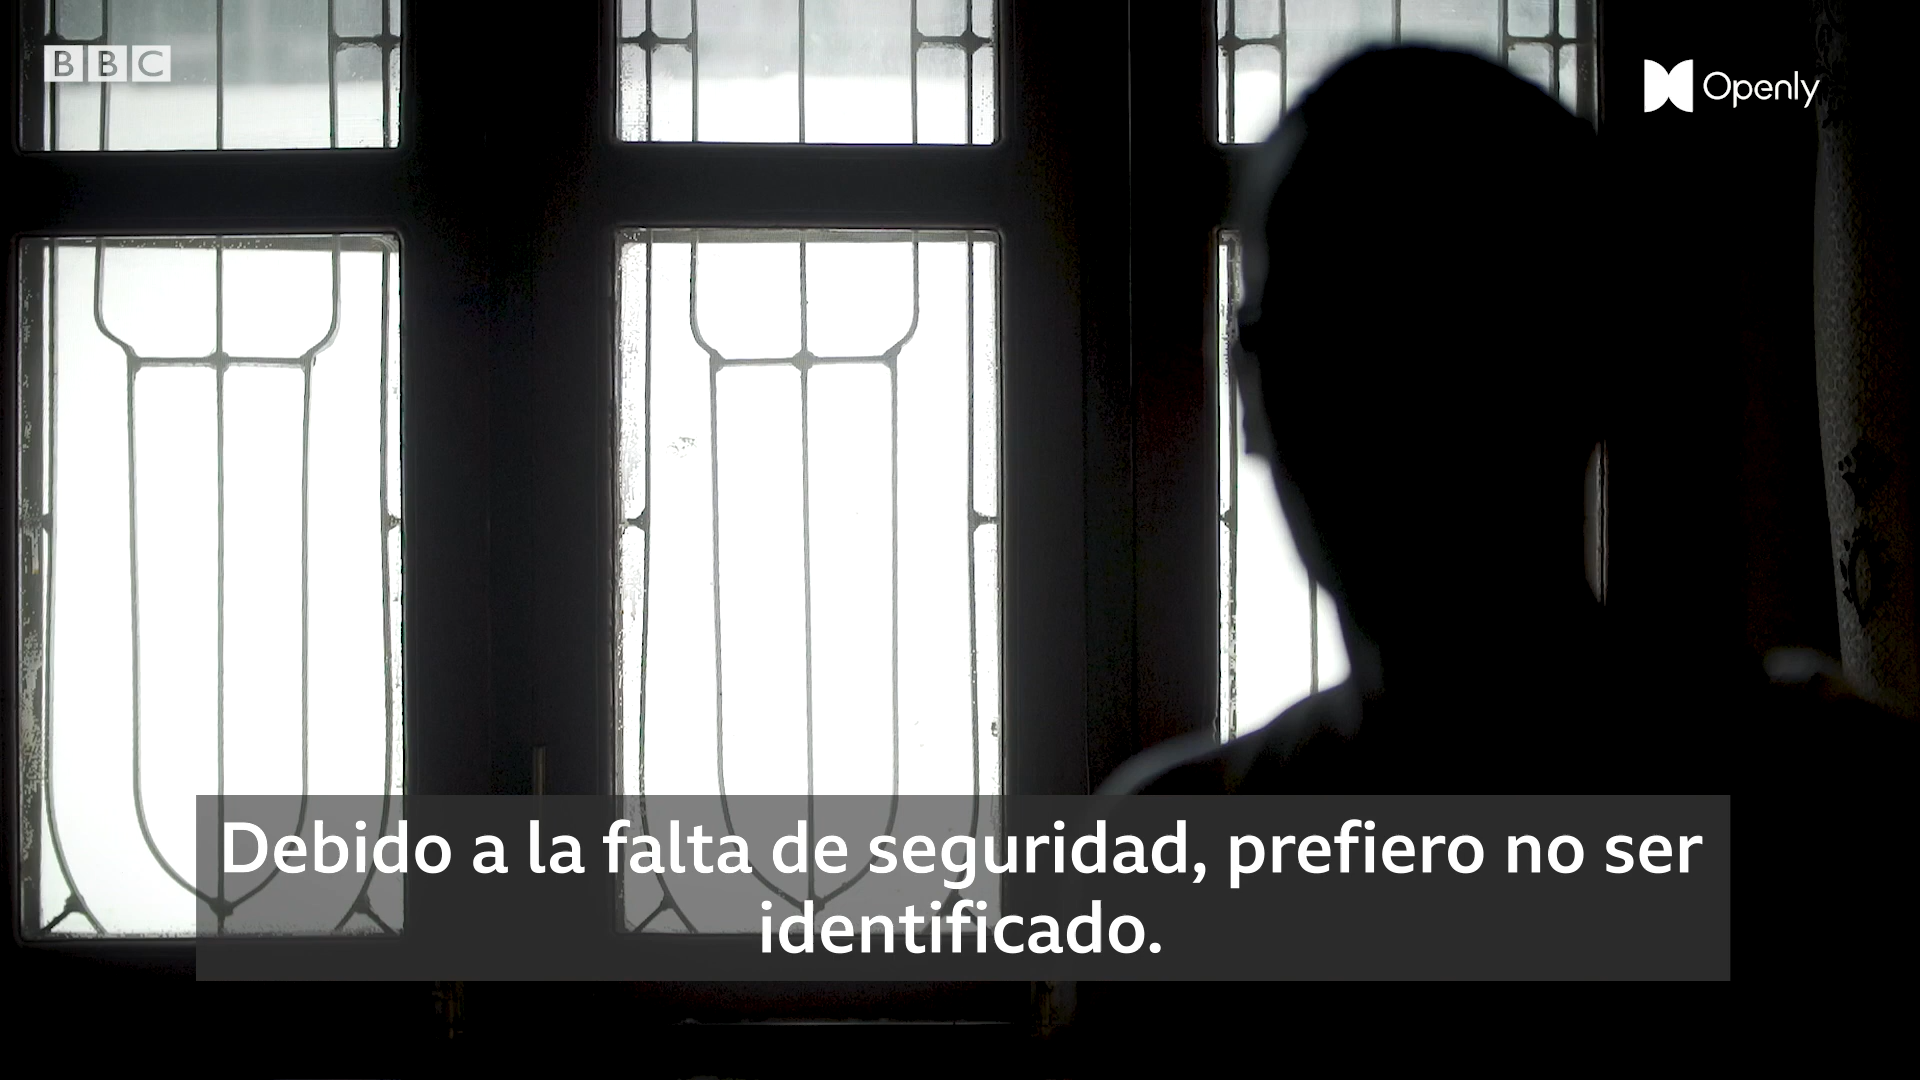 BBC
Openly
Debido a la falta de seguridad, prefiero no ser
identificado.